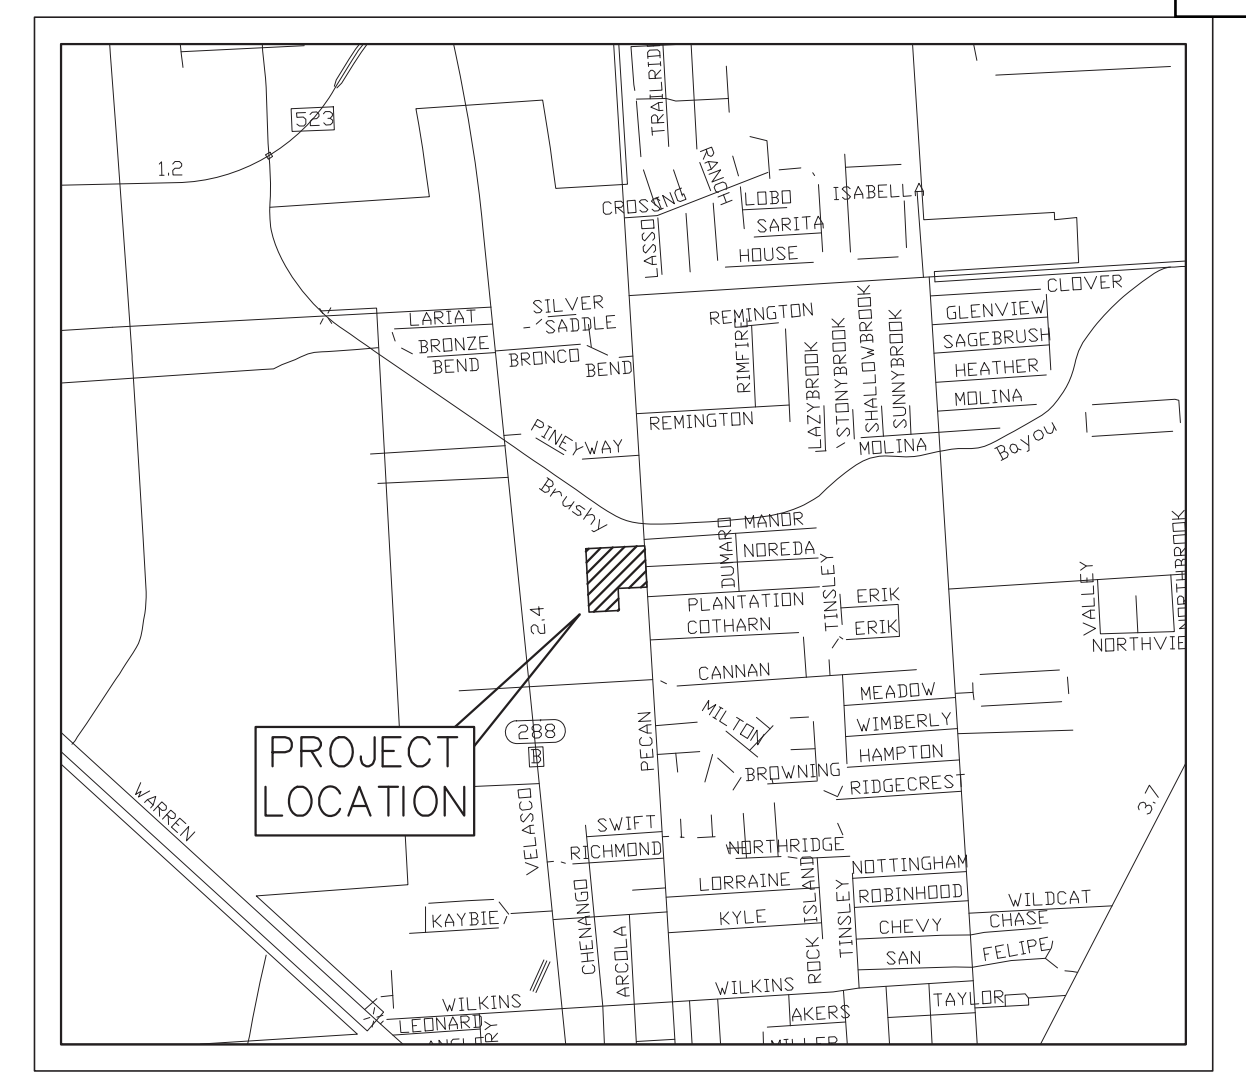 TRAILRID
523
1.2
RANCH
CROSSING
LOBO
ISABELLA
SARITA
LASSO
HOUSE
CLOVER
SILVER
SADDLE
LARIAT
REMINGTON
GLENVIEW
BRONZE
BEND
BRONCO
BEND
RIMFIRE
LAZYBROOK
STONYBROOK
SHALLOWBROOK
SUNNYBROOK
SAGEBRUSH
HEATHER
MOLINA
REMINGTON
PINEYWAY
MOLINA
Bayou
Brushy
MANOR
DUMARD
NOREDA
NORTHBROOK
TINSLEY
VALLEY
PLANTATION
ERIK
2.4
COTHARN
ERIK
NORTHVIE
CANNAN
MEADOW
MILTON
WIMBERLY
288
B
PECAN
HAMPTON
PROJECT
LOCATION
BROWNING
RIDGECREST
3.7
WARREN
VELASCO
SWIFT
RICHMOND
NORTHRIDGE
NOTTINGHAM
LORRAINE
ROCK ISLAND
TINSLEY
ROBINHOOD
WILDCAT
KAYBIE
CHENANGO
ARCOLA
KYLE
CHEVY
CHASE
SAN
FELIPE
WILKINS
WILKINS
TAYLOR
LEONARD
AKERS
MILLER